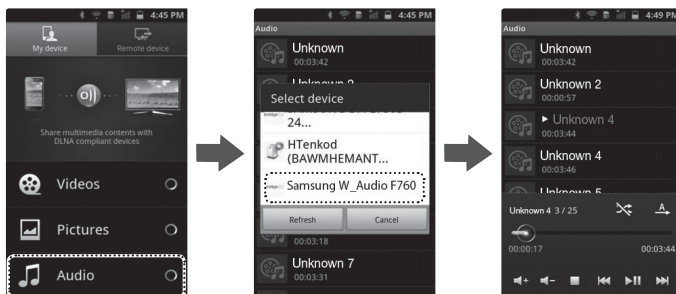 4:45 PM
My device
Remote device
Share multimedia contents with
DLNA compliant devices
Videos
Pictures
Audio
4:45 PM
Audio
Unknown
00:03:42
Unknown 2
Select device
24...
HTenkod
(BAWMHEMANT...
Samsung W_Audio F760
Refresh
Cancel
00:03:18
Unknown 7
00:03:31
4:49 PM
Audio
Unknown
00:03:42
Unknown 2
00:00:57
Unknown 4
00:03:44
Unknown 4
00:03:46
Unknown 5
Unknown 4 3 / 25
A
00:00:17
00:03:44